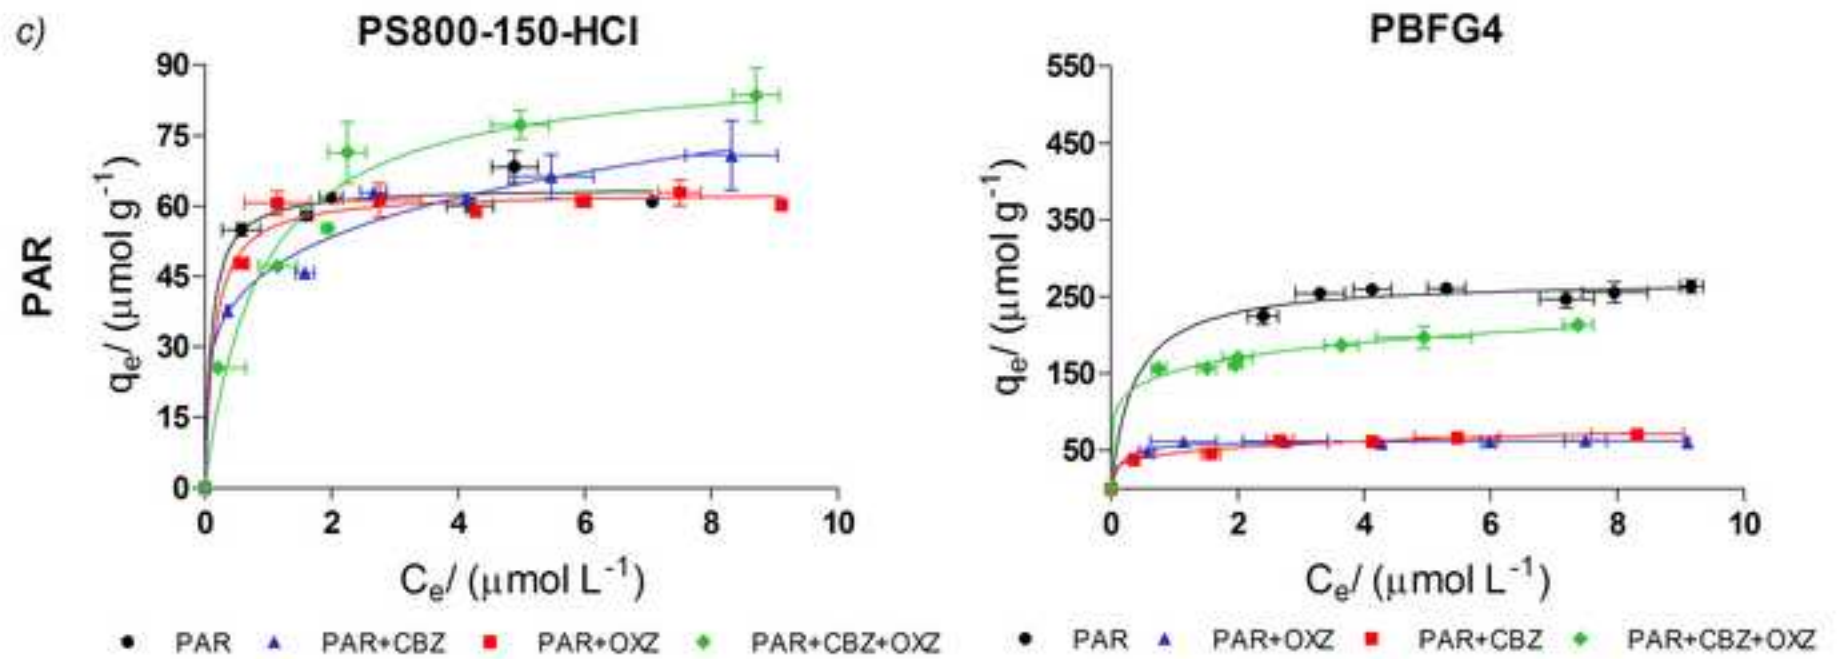 c)
PS800-150-HCl
PBFG4
PAR
qe/ (μmol g-1)
90
75
60
45
30
15
0
0 2 4 6 8 10
Ce/ (μmol L-1)
PAR PAR+CBZ PAR+OXZ PAR+CBZ+OXZ
qe/ (μmol g-1)
550
450
350
250
150
50
0 2 4 6 8 10
Ce/ (μmol L-1)
PAR PAR+OXZ PAR+CBZ PAR+CBZ+OXZ